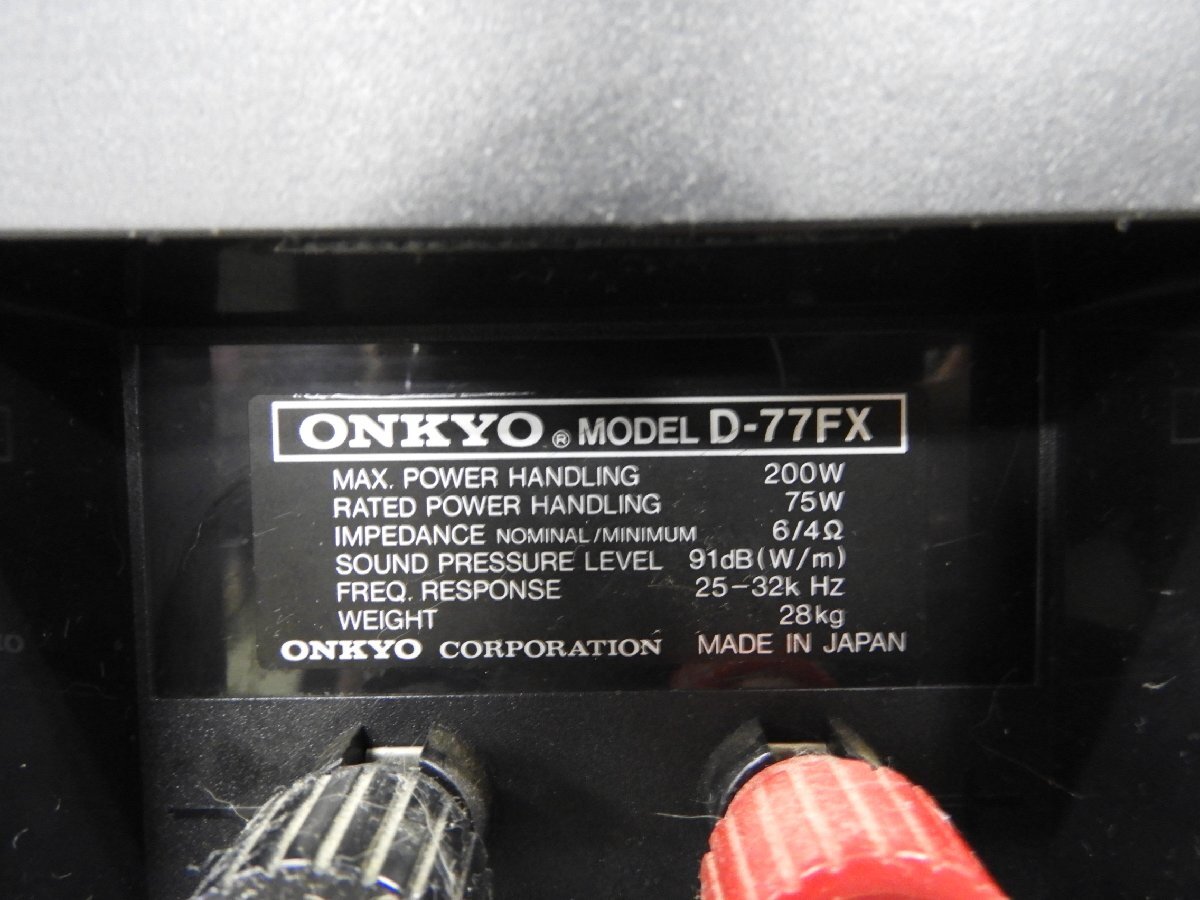 ONKYO® MODEL D-77FX
MAX. POWER HANDLING 200W
RATED POWER HANDLING 75W
IMPEDANCE NOMINAL/MINIMUM 6/4Ω
SOUND PRESSURE LEVEL 91dB(W/m)
FREQ. RESPONSE 25-32k Hz
WEIGHT 28kg
ONKYO CORPORATION MADE IN JAPAN